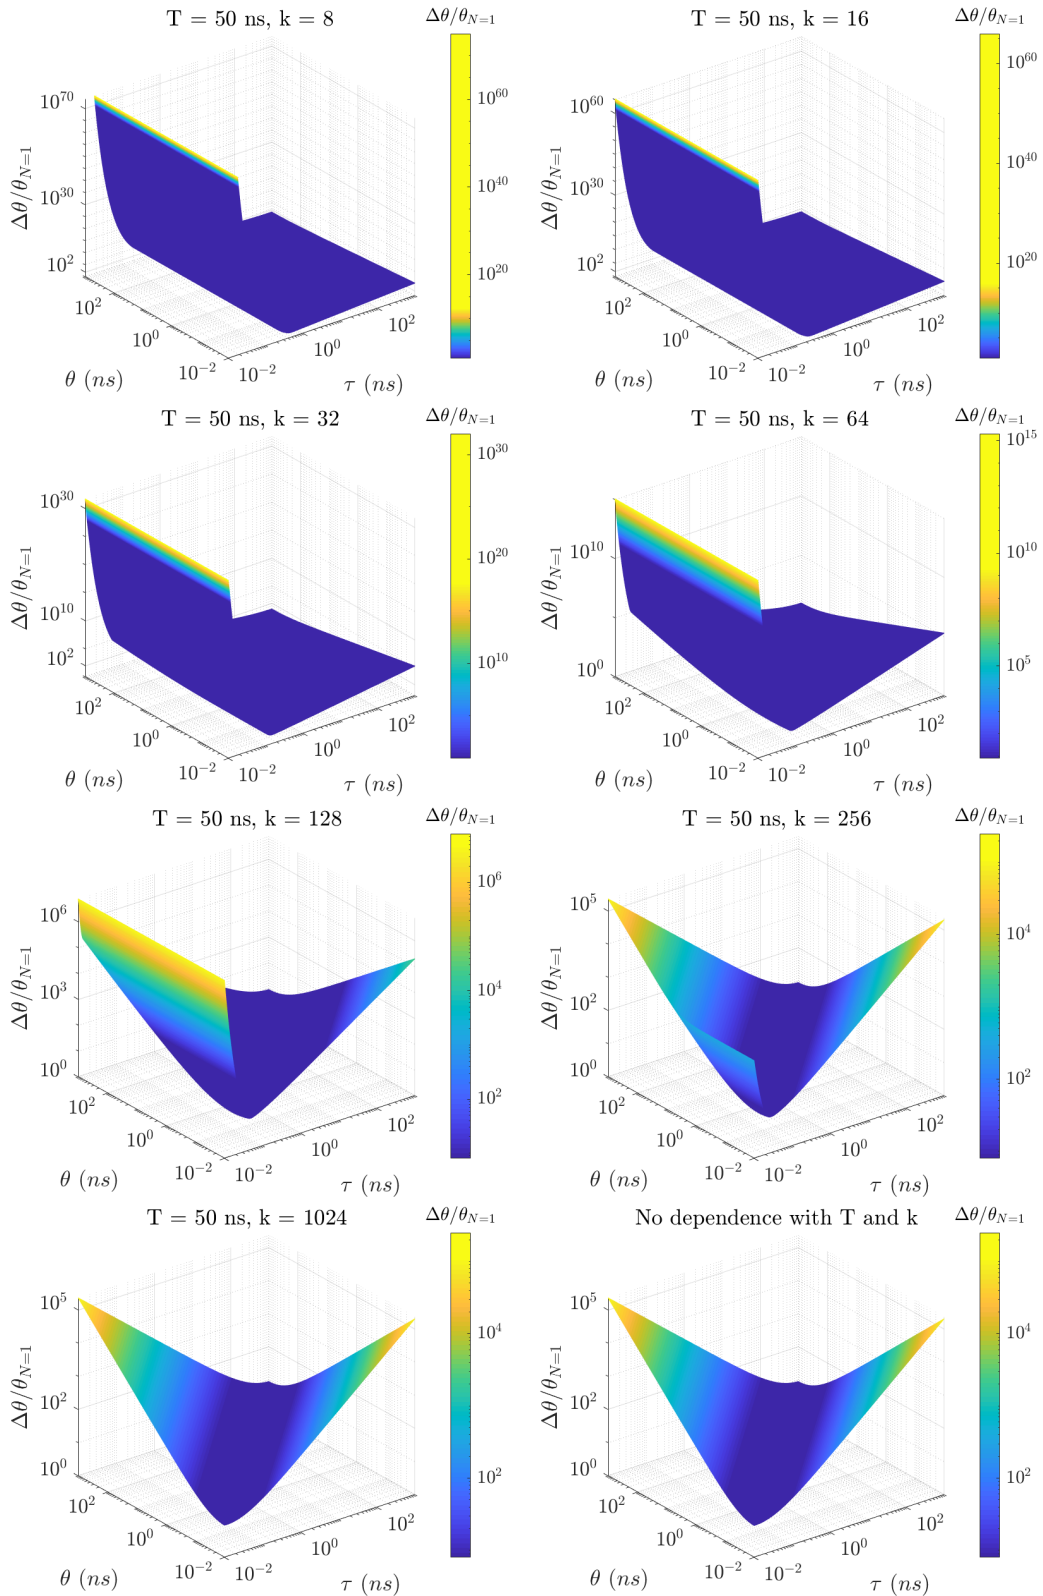 T = 50 ns, k = 8
Δθ/θ_{N=1}
10^{70}
10^{30}
10^{2}
Δθ/θ_{N=1}
10^{60}
10^{40}
10^{20}
10^{2}
10^{0}
10^{-2}
θ (ns)
10^{-2}
10^{0}
10^{2}
τ (ns)
T = 50 ns, k = 16
Δθ/θ_{N=1}
10^{60}
10^{30}
10^{2}
Δθ/θ_{N=1}
10^{60}
10^{40}
10^{20}
10^{2}
10^{0}
10^{-2}
θ (ns)
10^{-2}
10^{0}
10^{2}
τ (ns)
T = 50 ns, k = 32
Δθ/θ_{N=1}
10^{30}
10^{10}
10^{2}
Δθ/θ_{N=1}
10^{30}
10^{20}
10^{10}
10^{2}
10^{0}
10^{-2}
θ (ns)
10^{-2}
10^{0}
10^{2}
τ (ns)
T = 50 ns, k = 64
Δθ/θ_{N=1}
10^{10}
10^{0}
Δθ/θ_{N=1}
10^{15}
10^{10}
10^{5}
10^{2}
10^{0}
10^{-2}
θ (ns)
10^{-2}
10^{0}
10^{2}
τ (ns)
T = 50 ns, k = 128
Δθ/θ_{N=1}
10^{6}
10^{3}
10^{0}
Δθ/θ_{N=1}
10^{6}
10^{4}
10^{2}
10^{2}
10^{0}
10^{-2}
θ (ns)
10^{-2}
10^{0}
10^{2}
τ (ns)
T = 50 ns, k = 256
Δθ/θ_{N=1}
10^{5}
10^{2}
10^{0}
Δθ/θ_{N=1}
10^{4}
10^{2}
10^{2}
10^{0}
10^{-2}
θ (ns)
10^{-2}
10^{0}
10^{2}
τ (ns)
T = 50 ns, k = 1024
Δθ/θ_{N=1}
10^{5}
10^{2}
10^{0}
Δθ/θ_{N=1}
10^{4}
10^{2}
10^{2}
10^{0}
10^{-2}
θ (ns)
10^{-2}
10^{0}
10^{2}
τ (ns)
No dependence with T and k
Δθ/θ_{N=1}
10^{5}
10^{2}
10^{0}
Δθ/θ_{N=1}
10^{4}
10^{2}
10^{2}
10^{0}
10^{-2}
θ (ns)
10^{-2}
10^{0}
10^{2}
τ (ns)